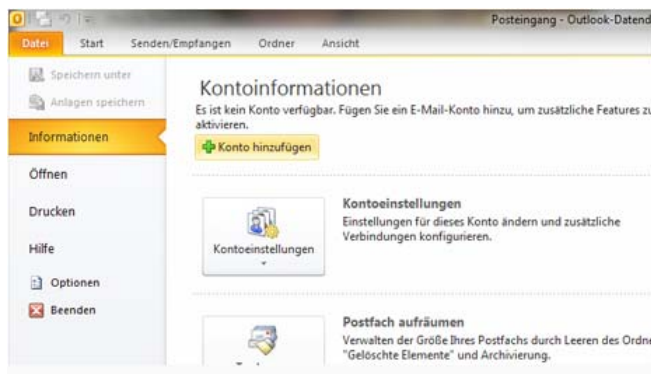 Posteingang - Outlook-Datend
Datei Start Senden/Empfangen Ordner Ansicht
Speichern unter
Anlagen speichern
Informationen
Öffnen
Drucken
Hilfe
Optionen
Beenden
Kontoinformationen
Es ist kein Konto verfügbar. Fügen Sie ein E-Mail-Konto hinzu, um zusätzliche Features zu
aktivieren.
Konto hinzufügen
Kontoeinstellungen
Kontoeinstellungen
Einstellungen für dieses Konto ändern und zusätzliche
Verbindungen konfigurieren.
Postfach aufräumen
Verwalten der Größe Ihres Postfachs durch Leeren des Ordne
"Gelöschte Elemente" und Archivierung.